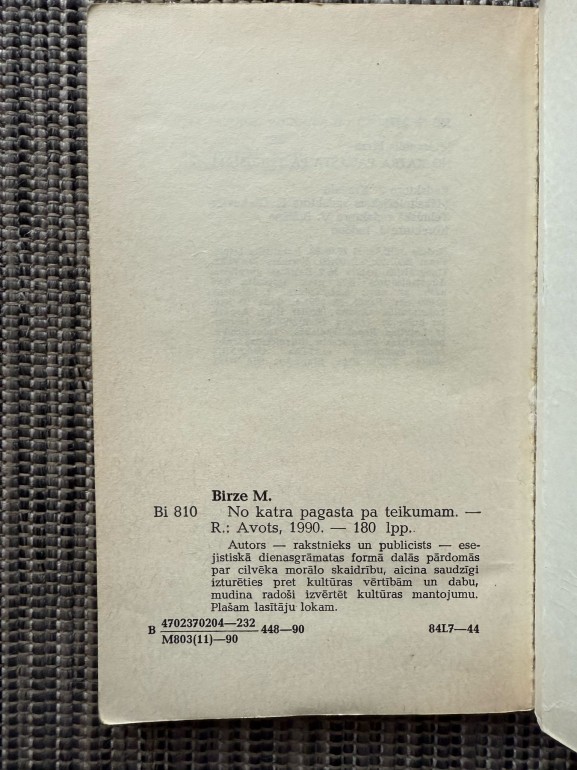 Birze M.
Bi 810 No katra pagasta pa teikumam. —
R.: Avots, 1990. — 180 lpp.
Autors — rakstnieks un publicists — ese-
jistiskā dienasgrāmatas formā dalās pārdomās
par cilvēka morālo skaidrību, aicina saudzīgi
izturēties pret kultūras vērtībām un dabu,
mudina radoši izvērtēt kultūras mantojumu.
Plašam lasītāju lokam.
B 4702370204—232 448—90 84L7—44
M803(11)—90